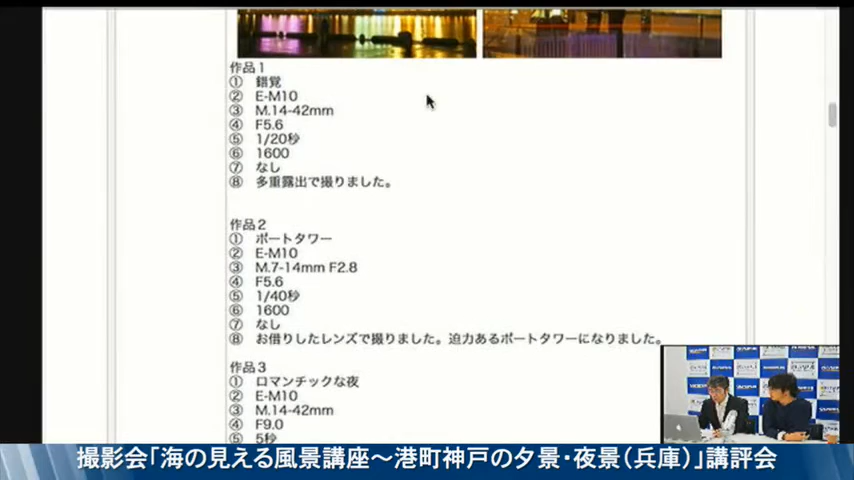 作品1
① 錯覚
② E-M10
③ M.14-42mm
④ F5.6
⑤ 1/20秒
⑥ 1600
⑦ なし
⑧ 多重露出で撮りました。
作品2
① ポートタワー
② E-M10
③ M.7-14mm F2.8
④ F5.6
⑤ 1/40秒
⑥ 1600
⑦ なし
⑧ お借りしたレンズで撮りました。迫力あるポートタワーになりました。
作品3
① ロマンチックな夜
② E-M10
③ M.14-42mm
④ F9.0
⑤ 5秒
撮影会「海の見える風景講座～港町神戸の夕景・夜景(兵庫)」講評会